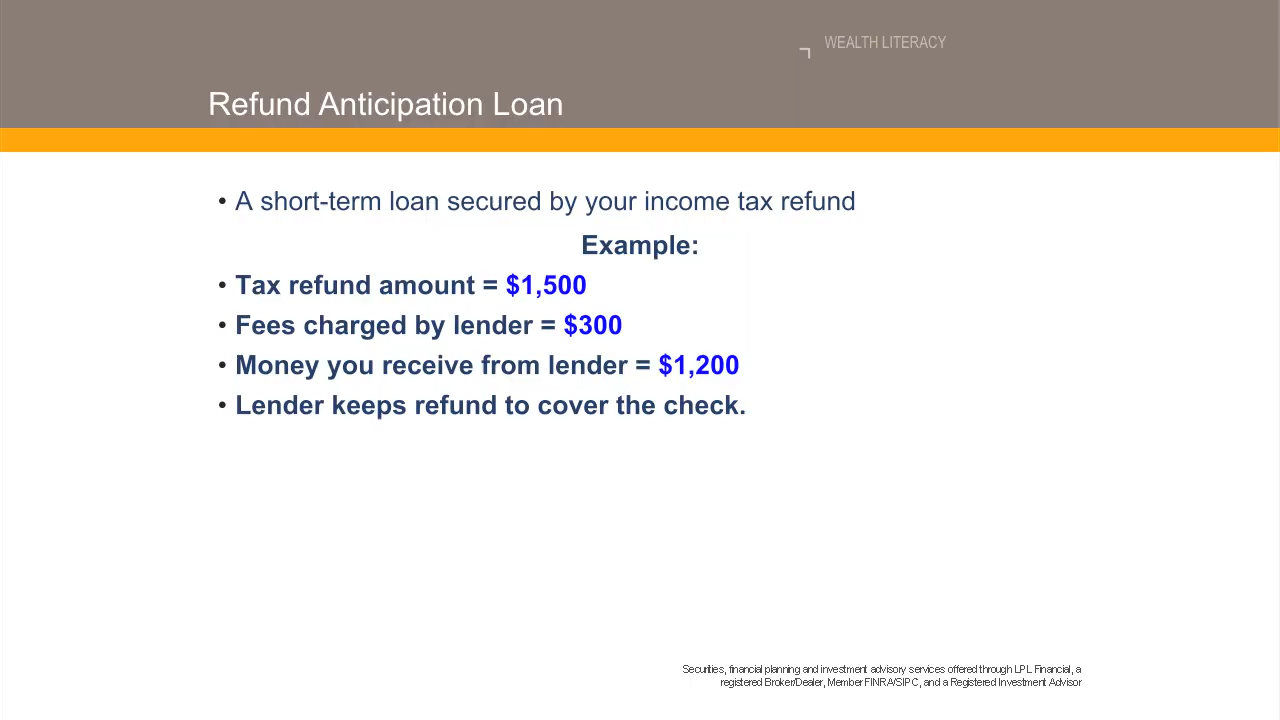 WEALTH LITERACY
Refund Anticipation Loan
• A short-term loan secured by your income tax refund
Example:
• Tax refund amount = $1,500
• Fees charged by lender = $300
• Money you receive from lender = $1,200
• Lender keeps refund to cover the check.
Securities, financial planning and investment advisory services offered through LPL Financial, a
registered Broker/Dealer, Member FINRA/SIPC, and a Registered Investment Advisor